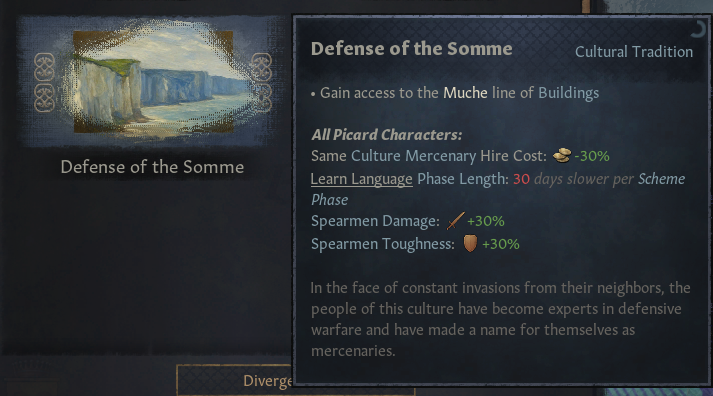 Defense of the Somme
Cultural Tradition
• Gain access to the Muche line of Buildings
All Picard Characters:
Same Culture Mercenary Hire Cost: -30%
Learn Language Phase Length: 30 days slower per Scheme
Phase
Spearmen Damage: +30%
Spearmen Toughness: +30%
In the face of constant invasions from their neighbors, the
people of this culture have become experts in defensive
warfare and have made a name for themselves as
mercenaries.
Defense of the Somme
Diverge